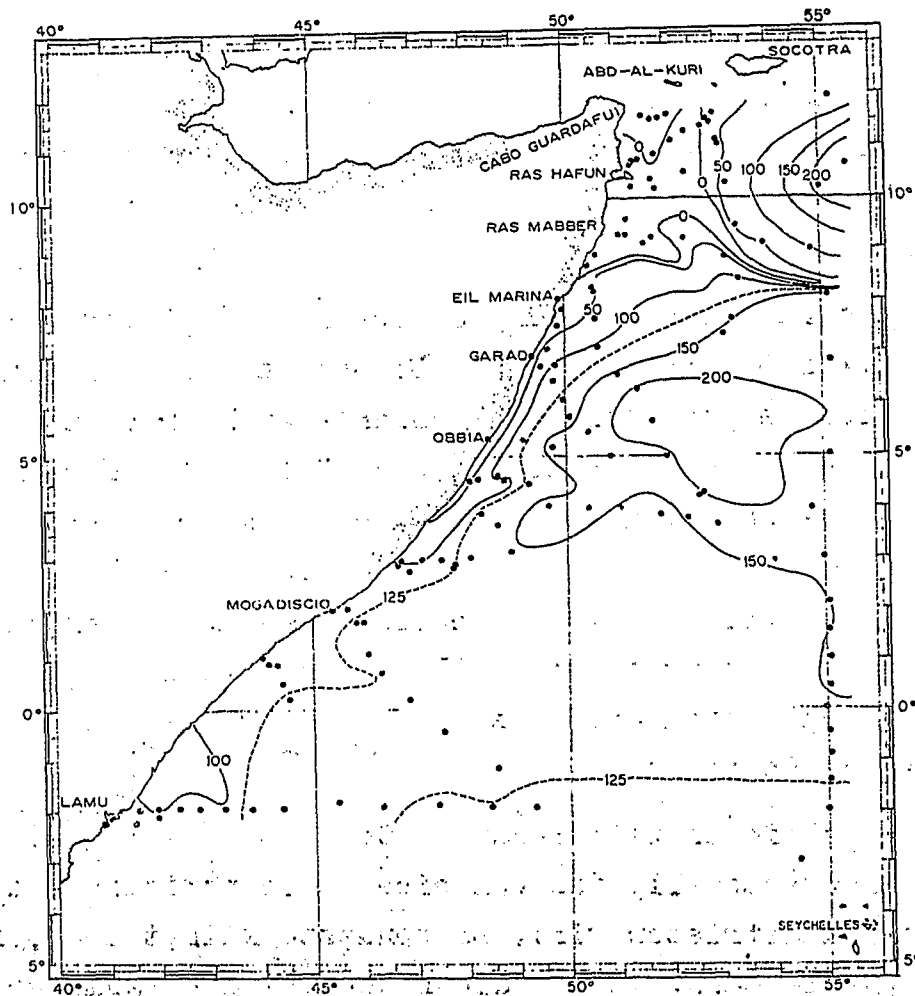 40° 45° 50° 55°
SOCOTRA
ABD-AL-KURI
CABO GUARDAFUI
0
50
100
150
200
RAS HAFUN
0
10° 10°
RAS MABBER
0
EIL MARINA
50
100
GARAD
150
200
OBBIA
5° 5°
150
MOGADISCIO
125
0° 0°
100
125
LAMU
SEYCHELLES
5° 5°
40° 45° 50° 55°